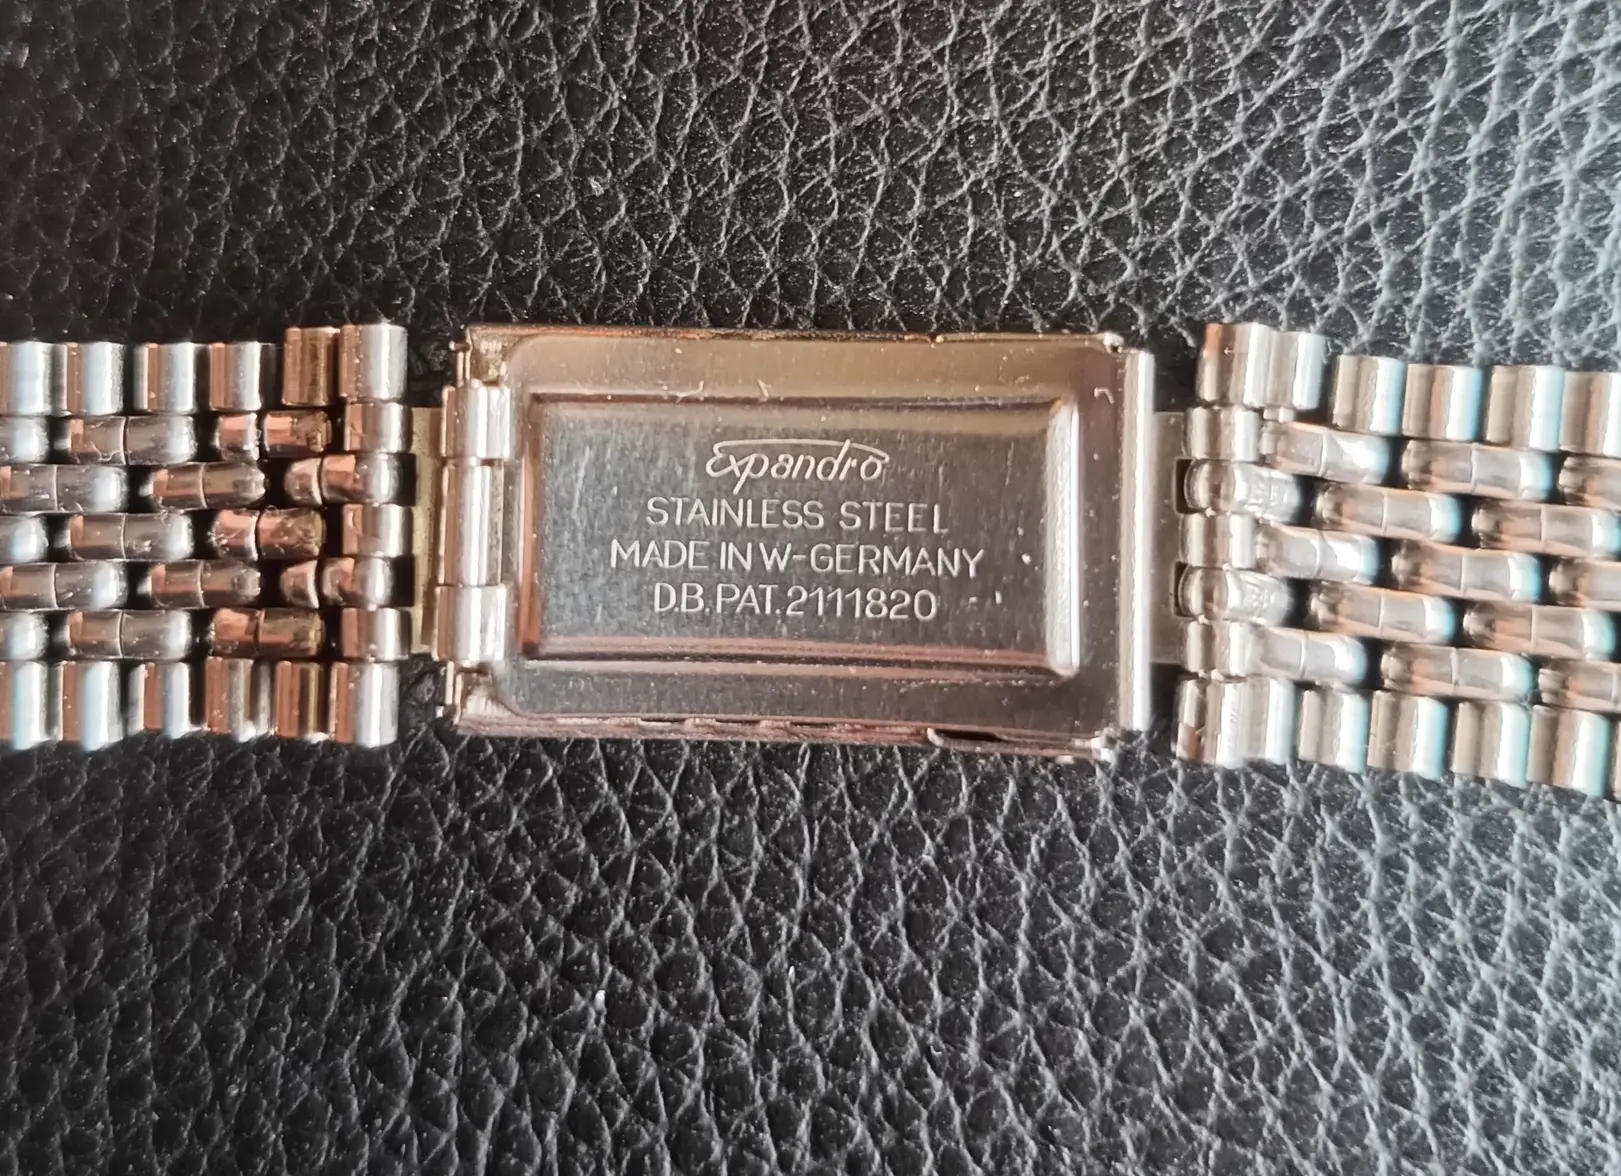 Expandro
STAINLESS STEEL
MADE IN W-GERMANY
D.B.PAT.2111820